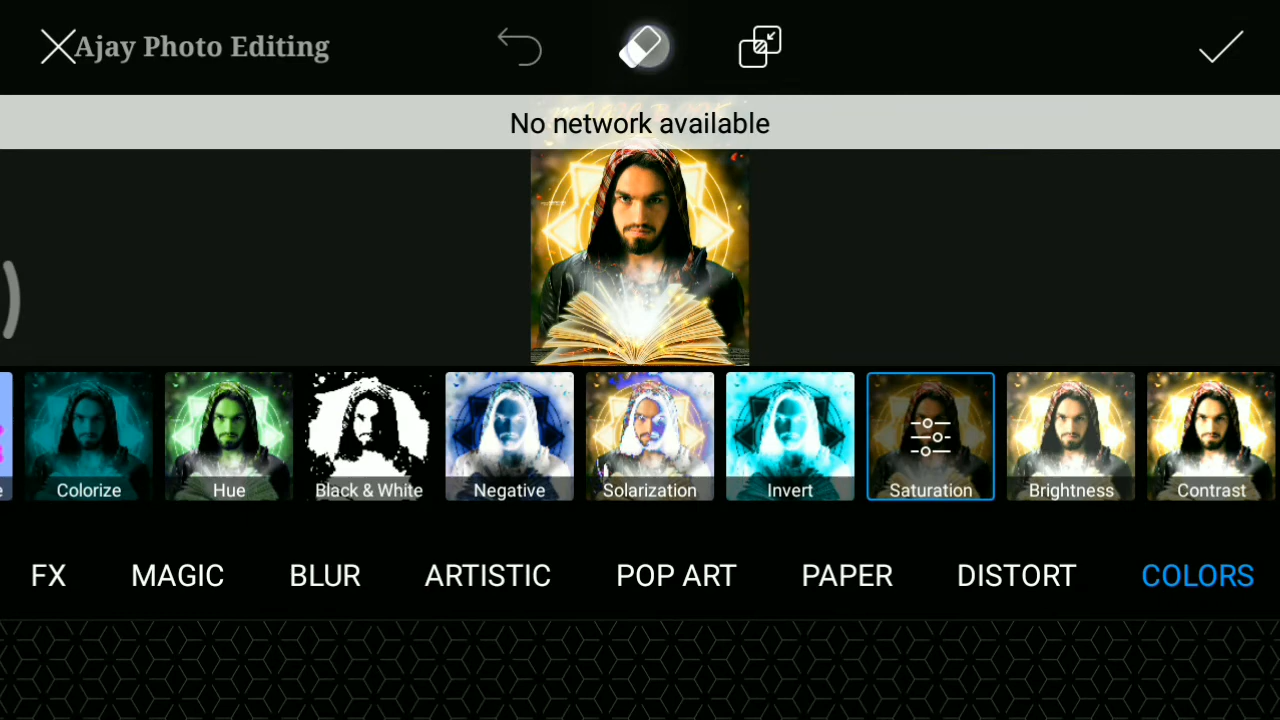 Ajay Photo Editing
No network available
Colorize Hue Black & White Negative Solarization Invert Saturation Brightness Contrast
FX MAGIC BLUR ARTISTIC POP ART PAPER DISTORT COLORS